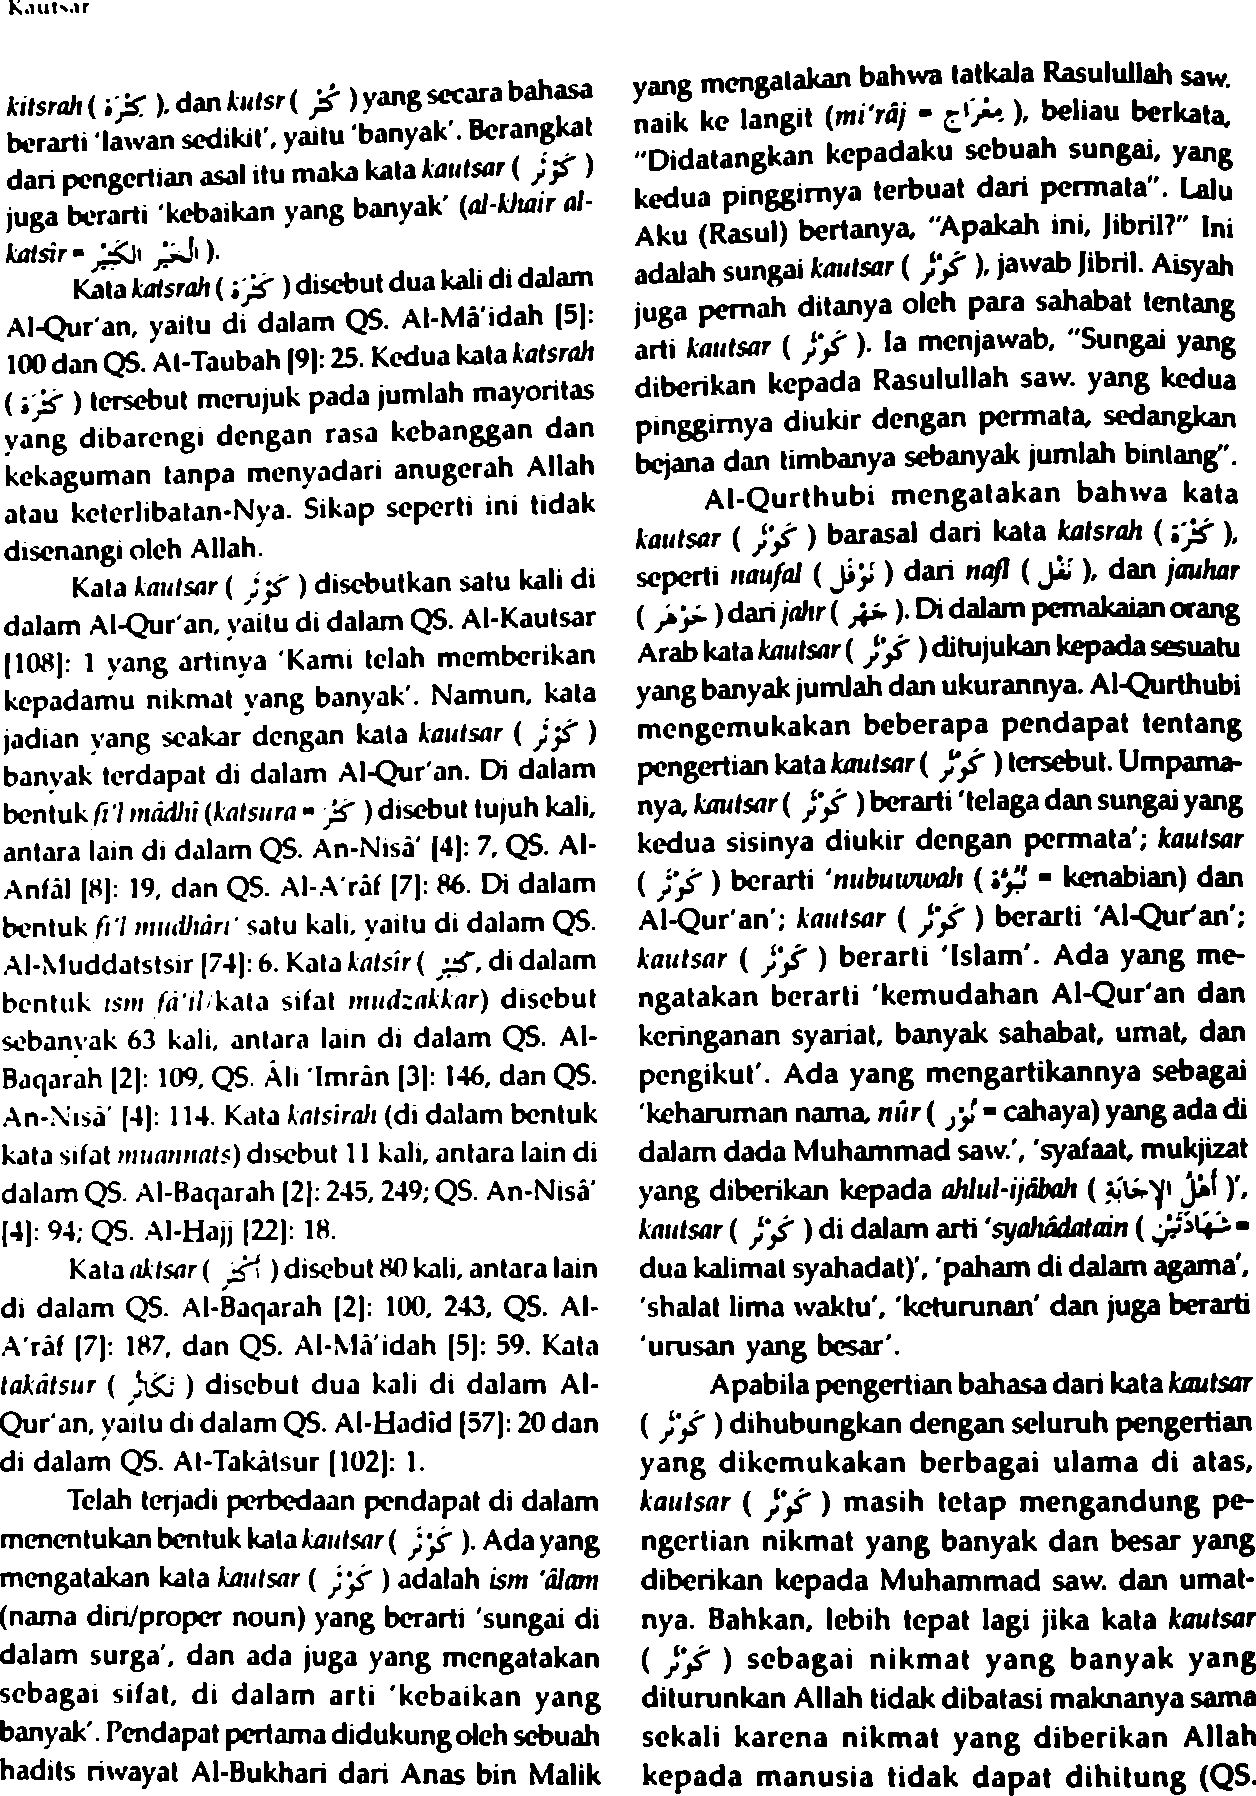 Kautsar
kitsrah ( كِثْرَة ), dan kutsr ( كُثْر ) yang secara bahasa
berarti 'lawan sedikit', yaitu 'banyak'. Berangkat
dari pengertian asal itu maka kata kautsar ( كَوْثَر )
juga berarti 'kebaikan yang banyak' (al-khair al-
katsîr = الْخَيْر الْكَثِيْر ).
Kata katsrah ( كَثْرَة ) disebut dua kali di dalam
Al-Qur'an, yaitu di dalam QS. Al-Mâ'idah [5]:
100 dan QS. At-Taubah [9]: 25. Kedua kata katsrah
( كَثْرَة ) tersebut merujuk pada jumlah mayoritas
yang dibarengi dengan rasa kebanggan dan
kekaguman tanpa menyadari anugerah Allah
atau keterlibatan-Nya. Sikap seperti ini tidak
disenangi oleh Allah.
Kata kautsar ( كَوْثَر ) disebutkan satu kali di
dalam Al-Qur'an, yaitu di dalam QS. Al-Kautsar
[108]: 1 yang artinya 'Kami telah memberikan
kepadamu nikmat yang banyak'. Namun, kata
jadian yang seakar dengan kata kautsar ( كَوْثَر )
banyak terdapat di dalam Al-Qur'an. Di dalam
bentuk fi'l mâdhî (katsura = كَثُرَ ) disebut tujuh kali,
antara lain di dalam QS. An-Nisâ' [4]: 7, QS. Al-
Anfâl [8]: 19, dan QS. Al-A'râf [7]: 86. Di dalam
bentuk fi'l mudhâri' satu kali, yaitu di dalam QS.
Al-Muddatstsir [74]: 6. Kata katsîr ( كَثِيْر, di dalam
bentuk ism fâ'il/kata sifat mudzakkar) disebut
sebanyak 63 kali, antara lain di dalam QS. Al-
Baqarah [2]: 109, QS. Âli 'Imrân [3]: 146, dan QS.
An-Nisâ' [4]: 114. Kata katsirah (di dalam bentuk
kata sifat muannats) disebut 11 kali, antara lain di
dalam QS. Al-Baqarah [2]: 245, 249; QS. An-Nisâ'
[4]: 94; QS. Al-Hajj [22]: 18.
Kata aktsar ( أَكْثَر ) disebut 80 kali, antara lain
di dalam QS. Al-Baqarah [2]: 100, 243, QS. Al-
A'râf [7]: 187, dan QS. Al-Mâ'idah [5]: 59. Kata
takâtsur ( تَكَاثُر ) disebut dua kali di dalam Al-
Qur'an, yaitu di dalam QS. Al-Hadîd [57]: 20 dan
di dalam QS. At-Takâtsur [102]: 1.
Telah terjadi perbedaan pendapat di dalam
menentukan bentuk kata kautsar ( كَوْثَر ). Ada yang
mengatakan kata kautsar ( كَوْثَر ) adalah ism 'âlam
(nama diri/proper noun) yang berarti 'sungai di
dalam surga', dan ada juga yang mengatakan
sebagai sifat, di dalam arti 'kebaikan yang
banyak'. Pendapat pertama didukung oleh sebuah
hadits riwayat Al-Bukhari dari Anas bin Malik
yang mengatakan bahwa tatkala Rasulullah saw.
naik ke langit (mi'râj = مِعْرَاج ), beliau berkata,
"Didatangkan kepadaku sebuah sungai, yang
kedua pinggirnya terbuat dari permata". Lalu
Aku (Rasul) bertanya, "Apakah ini, Jibril?" Ini
adalah sungai kautsar ( كَوْثَر ), jawab Jibril. Aisyah
juga pernah ditanya oleh para sahabat tentang
arti kautsar ( كَوْثَر ). Ia menjawab, "Sungai yang
diberikan kepada Rasulullah saw. yang kedua
pinggirnya diukir dengan permata, sedangkan
bejana dan timbanya sebanyak jumlah bintang".
Al-Qurthubi mengatakan bahwa kata
kautsar ( كَوْثَر ) barasal dari kata katsrah ( كَثْرَة ),
seperti naufal ( نَوْفَل ) dari nafl ( نَفْل ), dan jauhar
( جَوْهَر ) dari jahr ( جَهْر ). Di dalam pemakaian orang
Arab kata kautsar ( كَوْثَر ) ditujukan kepada sesuatu
yang banyak jumlah dan ukurannya. Al-Qurthubi
mengemukakan beberapa pendapat tentang
pengertian kata kautsar ( كَوْثَر ) tersebut. Umpama-
nya, kautsar ( كَوْثَر ) berarti 'telaga dan sungai yang
kedua sisinya diukir dengan permata'; kautsar
( كَوْثَر ) berarti 'nubuwwah ( نُبُوَّة = kenabian) dan
Al-Qur'an'; kautsar ( كَوْثَر ) berarti 'Al-Qur'an';
kautsar ( كَوْثَر ) berarti 'Islam'. Ada yang me-
ngatakan berarti 'kemudahan Al-Qur'an dan
keringanan syariat, banyak sahabat, umat, dan
pengikut'. Ada yang mengartikannya sebagai
'keharuman nama, nûr ( نُوْر = cahaya) yang ada di
dalam dada Muhammad saw.', 'syafaat, mukjizat
yang diberikan kepada ahlul-ijâbah ( أَهْلُ الْإِجَابَة )',
kautsar ( كَوْثَر ) di dalam arti 'syahâdatain ( شَهَادَتَيْن =
dua kalimat syahadat)', 'paham di dalam agama',
'shalat lima waktu', 'keturunan' dan juga berarti
'urusan yang besar'.
Apabila pengertian bahasa dari kata kautsar
( كَوْثَر ) dihubungkan dengan seluruh pengertian
yang dikemukakan berbagai ulama di atas,
kautsar ( كَوْثَر ) masih tetap mengandung pe-
ngertian nikmat yang banyak dan besar yang
diberikan kepada Muhammad saw. dan umat-
nya. Bahkan, lebih tepat lagi jika kata kautsar
( كَوْثَر ) sebagai nikmat yang banyak yang
diturunkan Allah tidak dibatasi maknanya sama
sekali karena nikmat yang diberikan Allah
kepada manusia tidak dapat dihitung (QS.